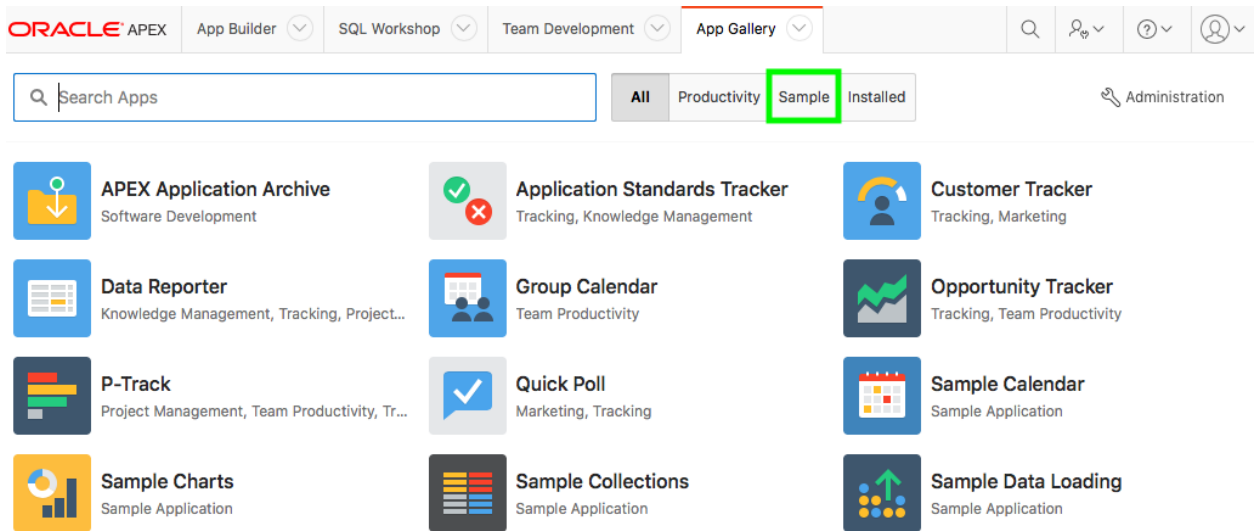 ORACLE APEX App Builder SQL Workshop Team Development App Gallery
Search Apps All Productivity Sample Installed Administration
APEX Application Archive Application Standards Tracker Customer Tracker
Software Development Tracking, Knowledge Management Tracking, Marketing
Data Reporter Group Calendar Opportunity Tracker
Knowledge Management, Tracking, Project... Team Productivity Tracking, Team Productivity
P-Track Quick Poll Sample Calendar
Project Management, Team Productivity, Tr... Marketing, Tracking Sample Application
Sample Charts Sample Collections Sample Data Loading
Sample Application Sample Application Sample Application